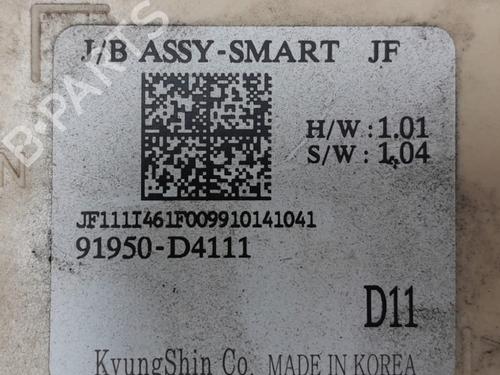 J/B ASSY-SMART JF
H/W : 1.01
S/W : 1.04
JF111I461F009910141041
91950-D4111
D11
KyungShin Co. MADE IN KOREA
B-PARTS